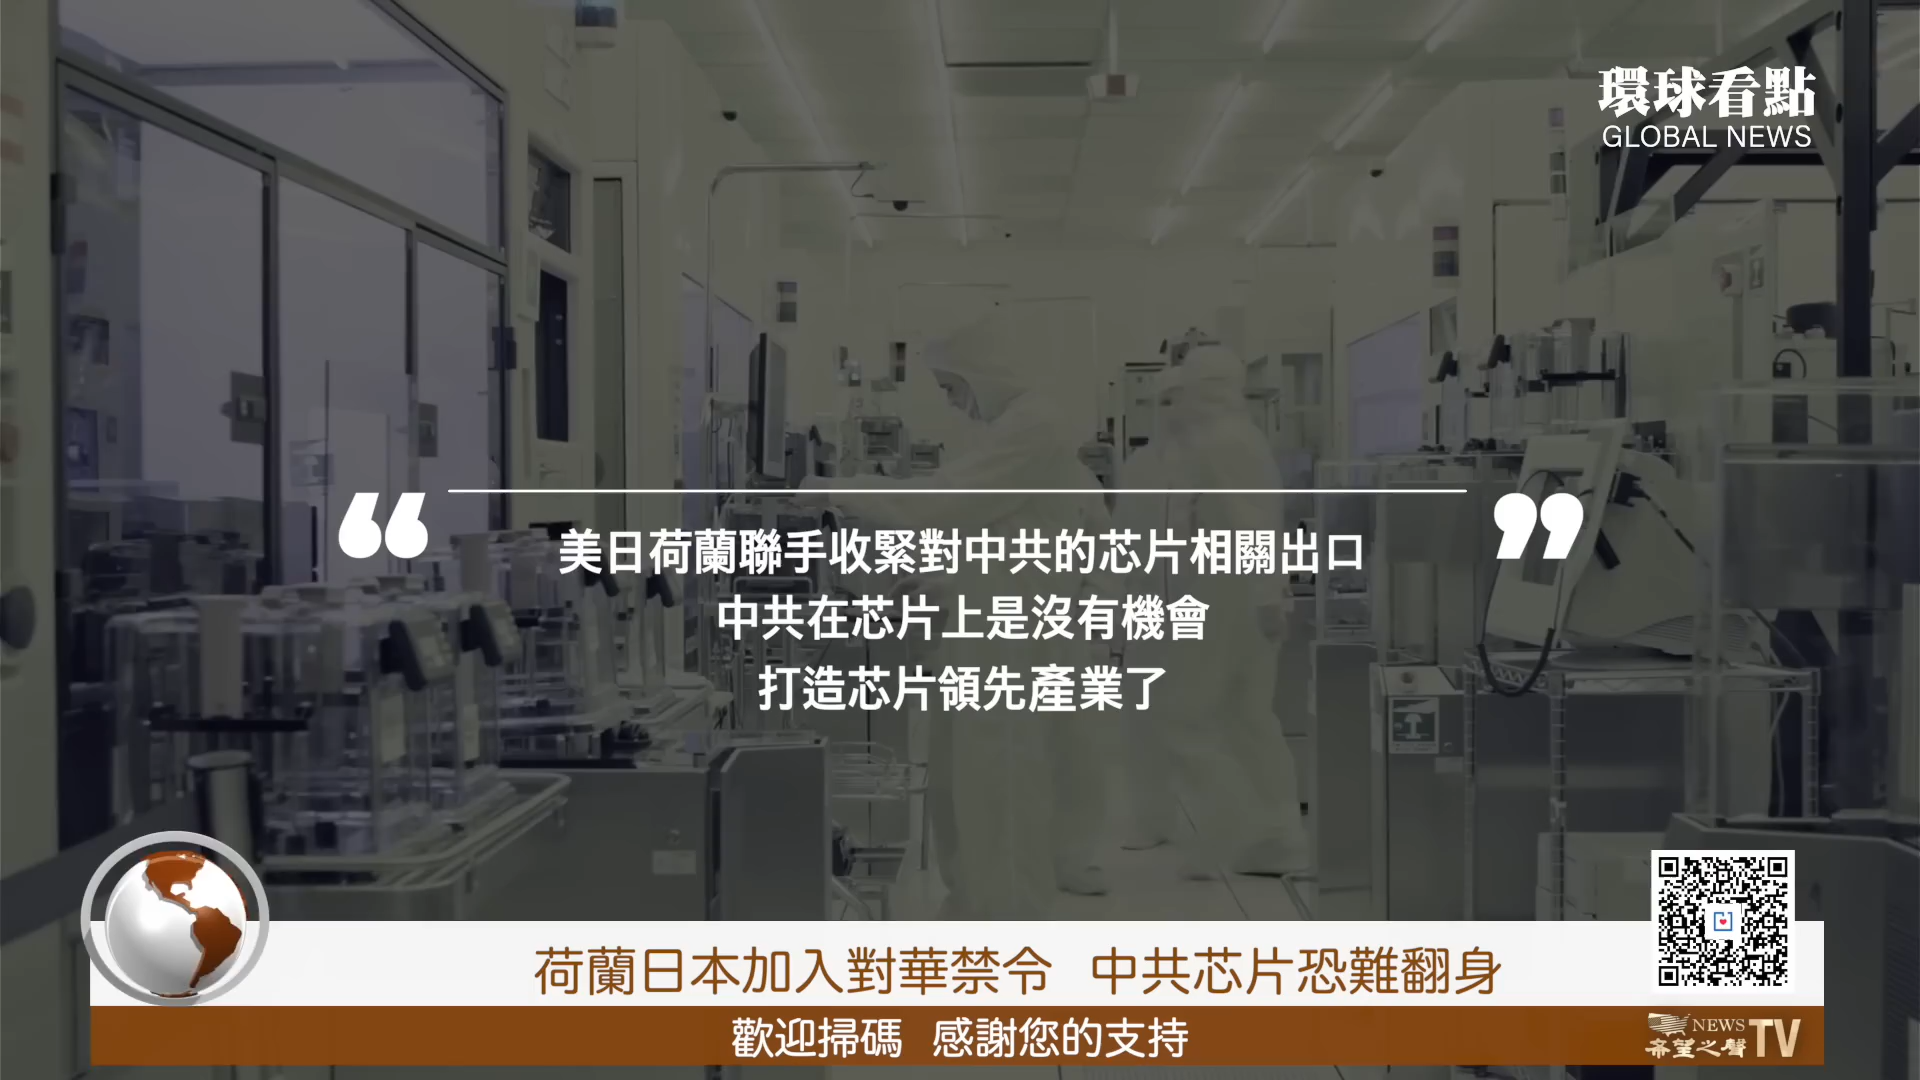 環球看點
GLOBAL NEWS
美日荷蘭聯手收緊對中共的芯片相關出口
中共在芯片上是沒有機會
打造芯片領先產業了
荷蘭日本加入對華禁令 中共芯片恐難翻身
歡迎掃碼 感謝您的支持
NEWS
希望之聲TV